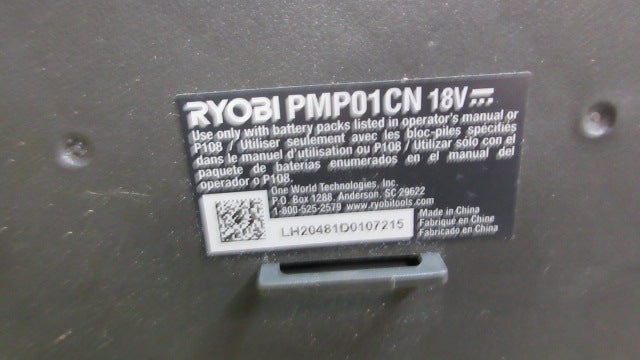 RYOBI PMP01CN 18V
Use only with battery packs listed in operator's manual or
P108 / Utiliser seulement avec les bloc-piles spécifiés
dans le manuel d'utilisation ou P108 / Utilizar sólo con el
paquete de baterias enumerados en el manual del
operador o P108.
One World Technologies, Inc.
P.O. Box 1288, Anderson, SC 29622
1-800-525-2579 www.ryobitools.com
LH20481D0107215
Made in China
Fabriqué en Chine
Fabricado en China